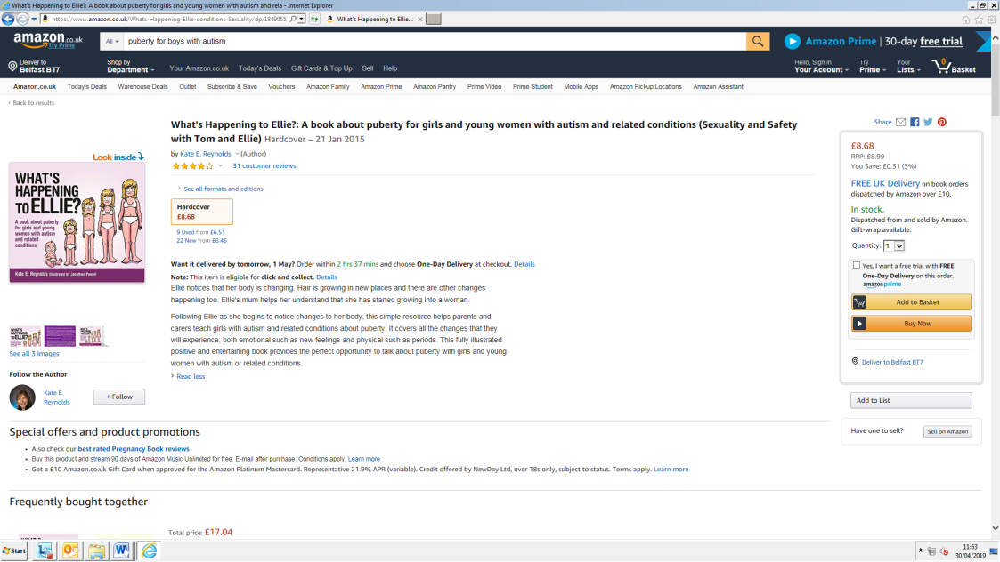 What's Happening to Ellie?: A book about puberty for girls and young women with autism and rela - Internet Explorer
https://www.amazon.co.uk/Whats-Happening-Ellie-conditions-Sexuality/dp/1849055
What's Happening to Ellie...
amazon.co.uk
Try Prime
All
puberty for boys with autism
Amazon Prime | 30-day free trial
Deliver to
Belfast BT7
Shop by
Department
Your Amazon.co.uk Today's Deals Gift Cards & Top Up Sell Help
Hello, Sign in
Your Account
Try
Prime
Your
Lists
0
Basket
Amazon.co.uk Today's Deals Warehouse Deals Outlet Subscribe & Save Vouchers Amazon Family Amazon Prime Amazon Pantry Prime Video Prime Student Mobile Apps Amazon Pickup Locations Amazon Assistant
‹ Back to results
Look inside
WHAT'S
HAPPENING
TO ELLIE?
A book about puberty
for girls and young
women with autism
and related
conditions
Kate E. Reynolds Illustrated by Jonathon Powell
See all 3 images
Follow the Author
Kate E.
Reynolds
+ Follow
What's Happening to Ellie?: A book about puberty for girls and young women with autism and related conditions (Sexuality and Safety
with Tom and Ellie) Hardcover – 21 Jan 2015
by Kate E. Reynolds (Author)
31 customer reviews
› See all formats and editions
Hardcover
£8.68
9 Used from £6.51
22 New from £6.46
Want it delivered by tomorrow, 1 May? Order within 2 hrs 37 mins and choose One-Day Delivery at checkout. Details
Note: This item is eligible for click and collect. Details
Ellie notices that her body is changing. Hair is growing in new places and there are other changes
happening too. Ellie's mum helps her understand that she has started growing into a woman.
Following Ellie as she begins to notice changes to her body, this simple resource helps parents and
carers teach girls with autism and related conditions about puberty. It covers all the changes that they
will experience, both emotional such as new feelings and physical such as periods. This fully illustrated
positive and entertaining book provides the perfect opportunity to talk about puberty with girls and young
women with autism or related conditions.
› Read less
Share
£8.68
RRP: £8.99
You Save: £0.31 (3%)
FREE UK Delivery on book orders
dispatched by Amazon over £10.
In stock.
Dispatched from and sold by Amazon.
Gift-wrap available.
Quantity: 1
Yes, I want a free trial with FREE
One-Day Delivery on this order.
amazon prime
Add to Basket
Buy Now
Deliver to Belfast BT7
Add to List
Have one to sell?
Sell on Amazon
Special offers and product promotions
• Also check our best rated Pregnancy Book reviews
• Buy this product and stream 90 days of Amazon Music Unlimited for free. E-mail after purchase. Conditions apply. Learn more
• Get a £10 Amazon.co.uk Gift Card when approved for the Amazon Platinum Mastercard. Representative 21.9% APR (variable). Credit offered by NewDay Ltd, over 18s only, subject to status. Terms apply. Learn more
Frequently bought together
Total price: £17.04
Start
11:53
30/04/2019